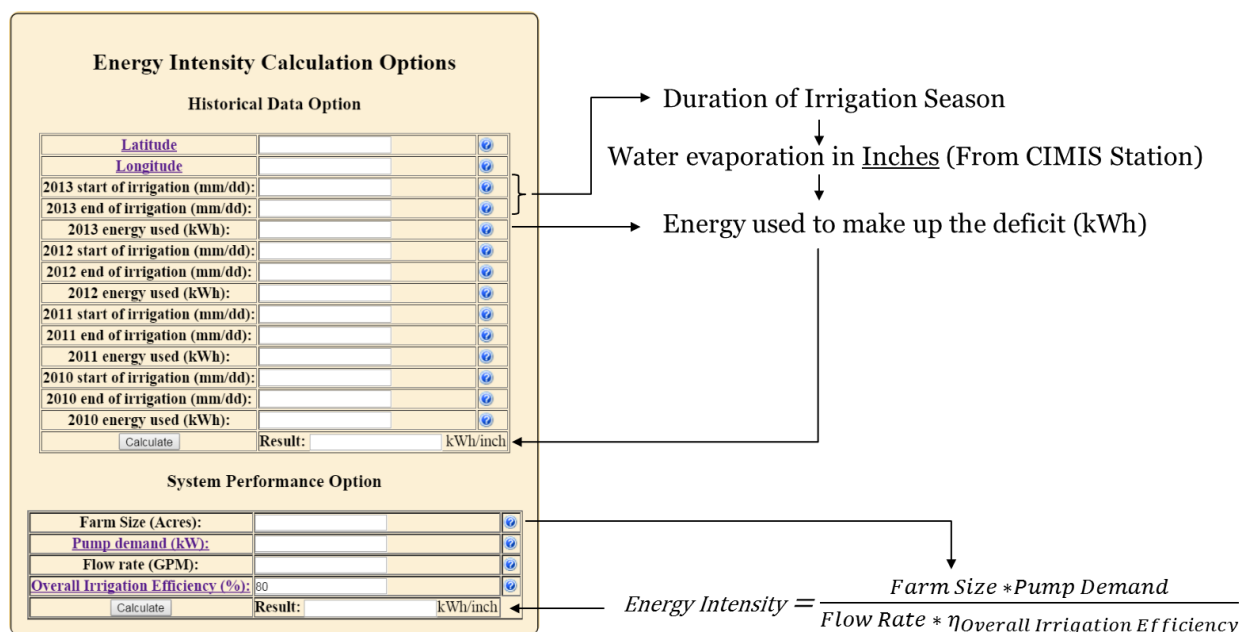 Energy Intensity Calculation Options
Historical Data Option
Latitude
Longitude
2013 start of irrigation (mm/dd):
2013 end of irrigation (mm/dd):
2013 energy used (kWh):
2012 start of irrigation (mm/dd):
2012 end of irrigation (mm/dd):
2012 energy used (kWh):
2011 start of irrigation (mm/dd):
2011 end of irrigation (mm/dd):
2011 energy used (kWh):
2010 start of irrigation (mm/dd):
2010 end of irrigation (mm/dd):
2010 energy used (kWh):
Calculate Result: kWh/inch
System Performance Option
Farm Size (Acres):
Pump demand (kW):
Flow rate (GPM):
Overall Irrigation Efficiency (%): 80
Calculate Result: kWh/inch
Duration of Irrigation Season
Water evaporation in Inches (From CIMIS Station)
Energy used to make up the deficit (kWh)
Farm Size * Pump Demand
Energy Intensity =
Flow Rate * ηOverall Irrigation Efficiency